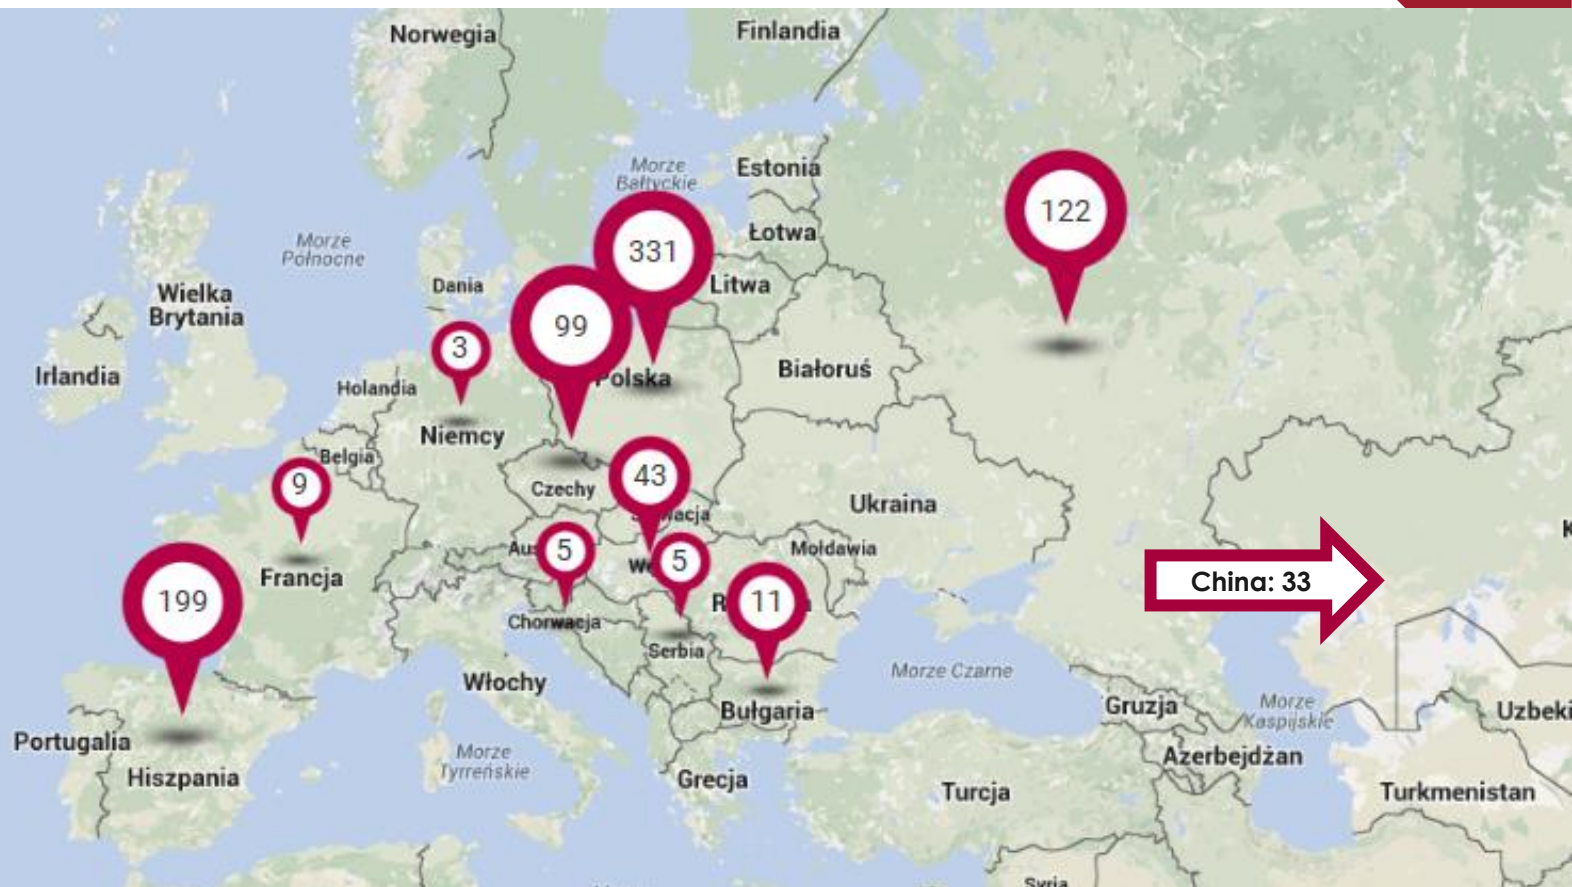 Norwegia
Finlandia
Morze
Bałtyckie
Estonia
122
Łotwa
331
Morze
Północne
Dania
Litwa
Wielka
Brytania
99
3
Irlandia
Holandia
Polska
Białoruś
Niemcy
Belgia
9
43
Czechy
Ukraina
5
5
Mołdawia
Francja
China: 33
199
11
Chorwacja
Serbia
Włochy
Morze Czarne
Bułgaria
Gruzja
Morze
Kaspijskie
Uzbeki
Portugalia
Morze
Tyrreńskie
Azerbejdżan
Hiszpania
Grecja
Turcja
Turkmenistan
Syria